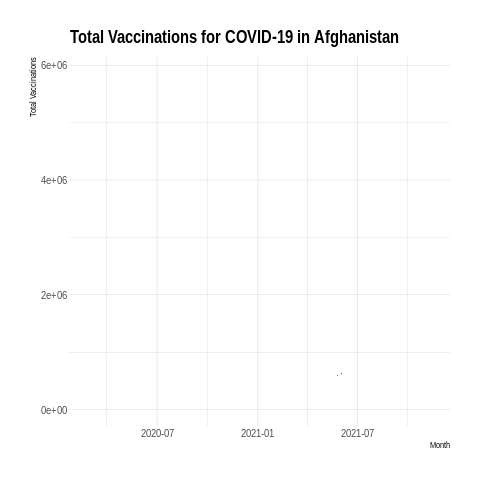 Total Vaccinations for COVID-19 in Afghanistan
Total Vaccinations
6e+06
4e+06
2e+06
0e+00
2020-07 2021-01 2021-07
Month